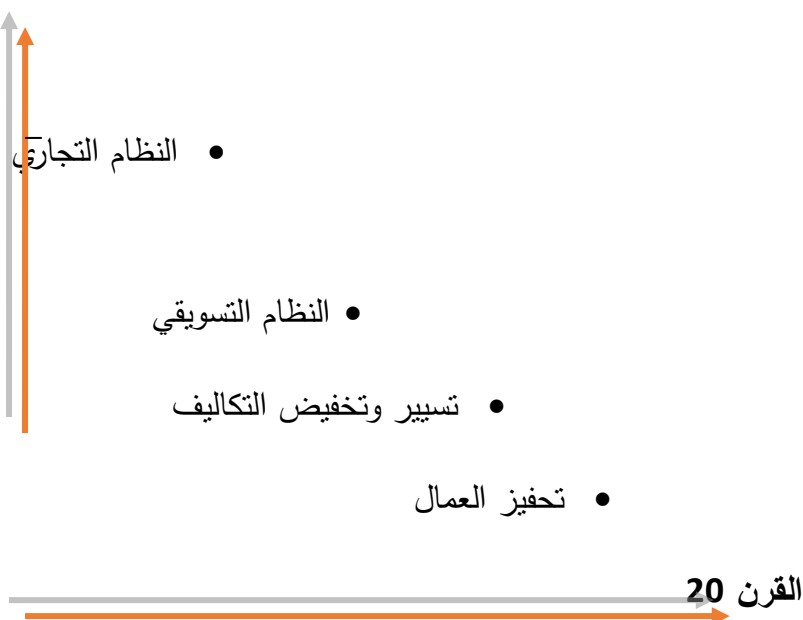 • النظام التجاري
• النظام التسويقي
• تسيير وتخفيض التكاليف
• تحفيز العمال
القرن 20